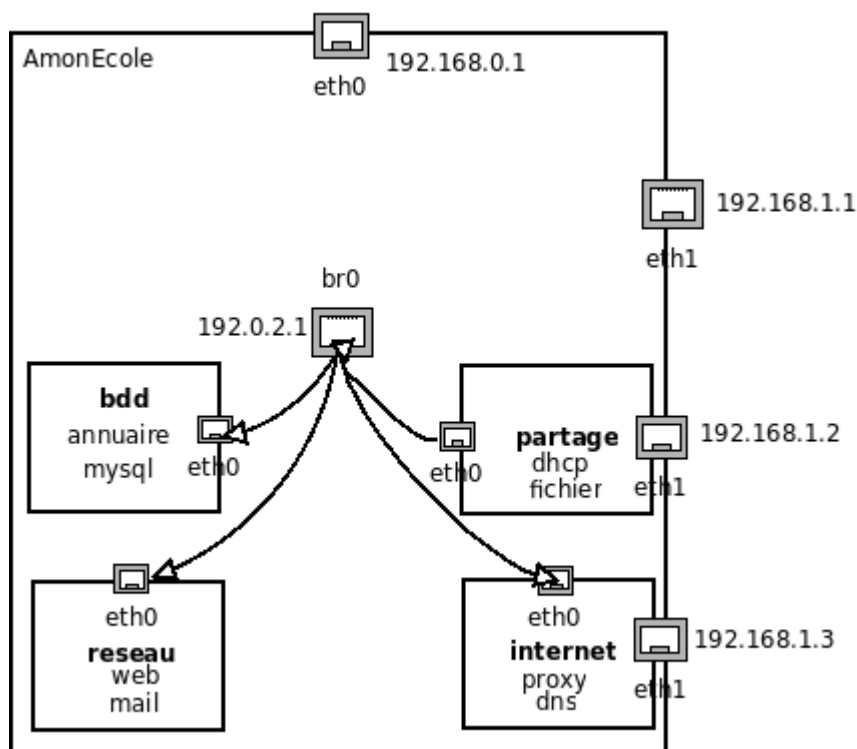 AmonEcole
192.168.0.1
eth0
192.168.1.1
eth1
br0
192.0.2.1
bdd
annuaire
mysql
eth0
partage
dhcp
fichier
eth0
192.168.1.2
eth1
eth0
reseau
web
mail
eth0
internet
proxy
dns
192.168.1.3
eth1